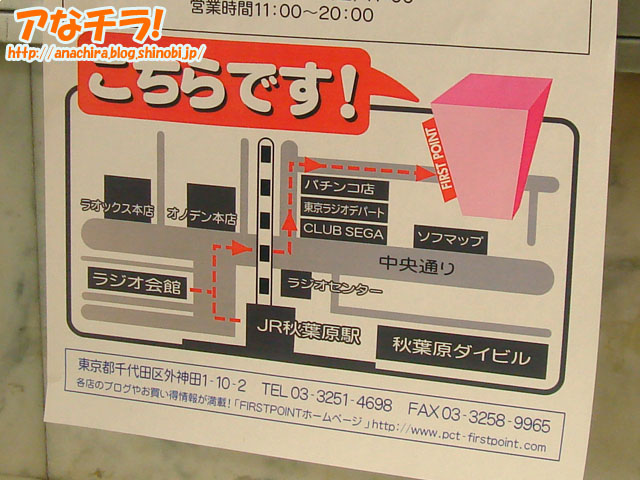 営業時間11:00～20:00
アなチラ!
http://anachira.blog.shinobi.jp/
こちらです!
FIRST POINT
パチンコ店
東京ラジオデパート
CLUB SEGA
ソフマップ
ラオックス本店
オノデン本店
中央通り
ラジオ会館
ラジオセンター
JR秋葉原駅
秋葉原ダイビル
東京都千代田区外神田1-10-2 TEL 03-3251-4698 FAX 03-3258-9965
各店のブログやお買い得情報が満載!「FIRSTPOINTホームページ」http://www.pct-firstpoint.com